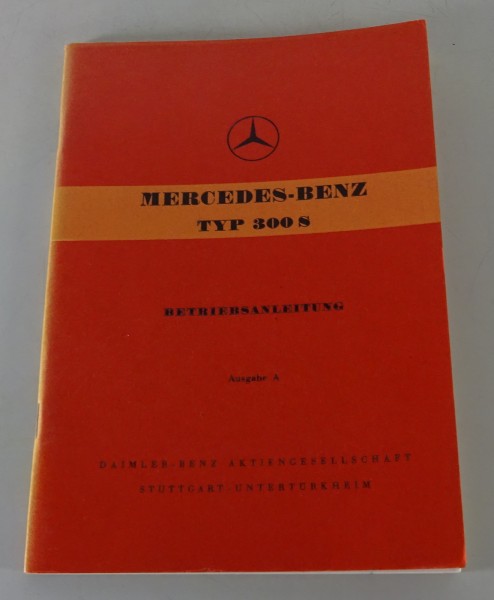 MERCEDES-BENZ
TYP 300 S
BETRIEBSANLEITUNG
Ausgabe A
DAIMLER-BENZ AKTIENGESELLSCHAFT
STUTTGART-UNTERTÜRKHEIM